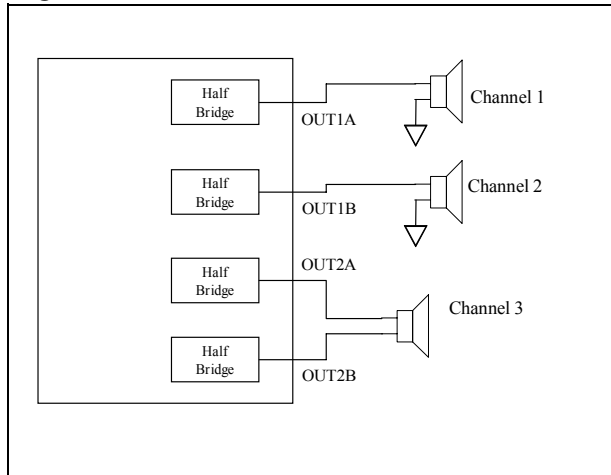 Half
Bridge
OUT1A
Channel 1
Half
Bridge
OUT1B
Channel 2
Half
Bridge
OUT2A
Channel 3
Half
Bridge
OUT2B